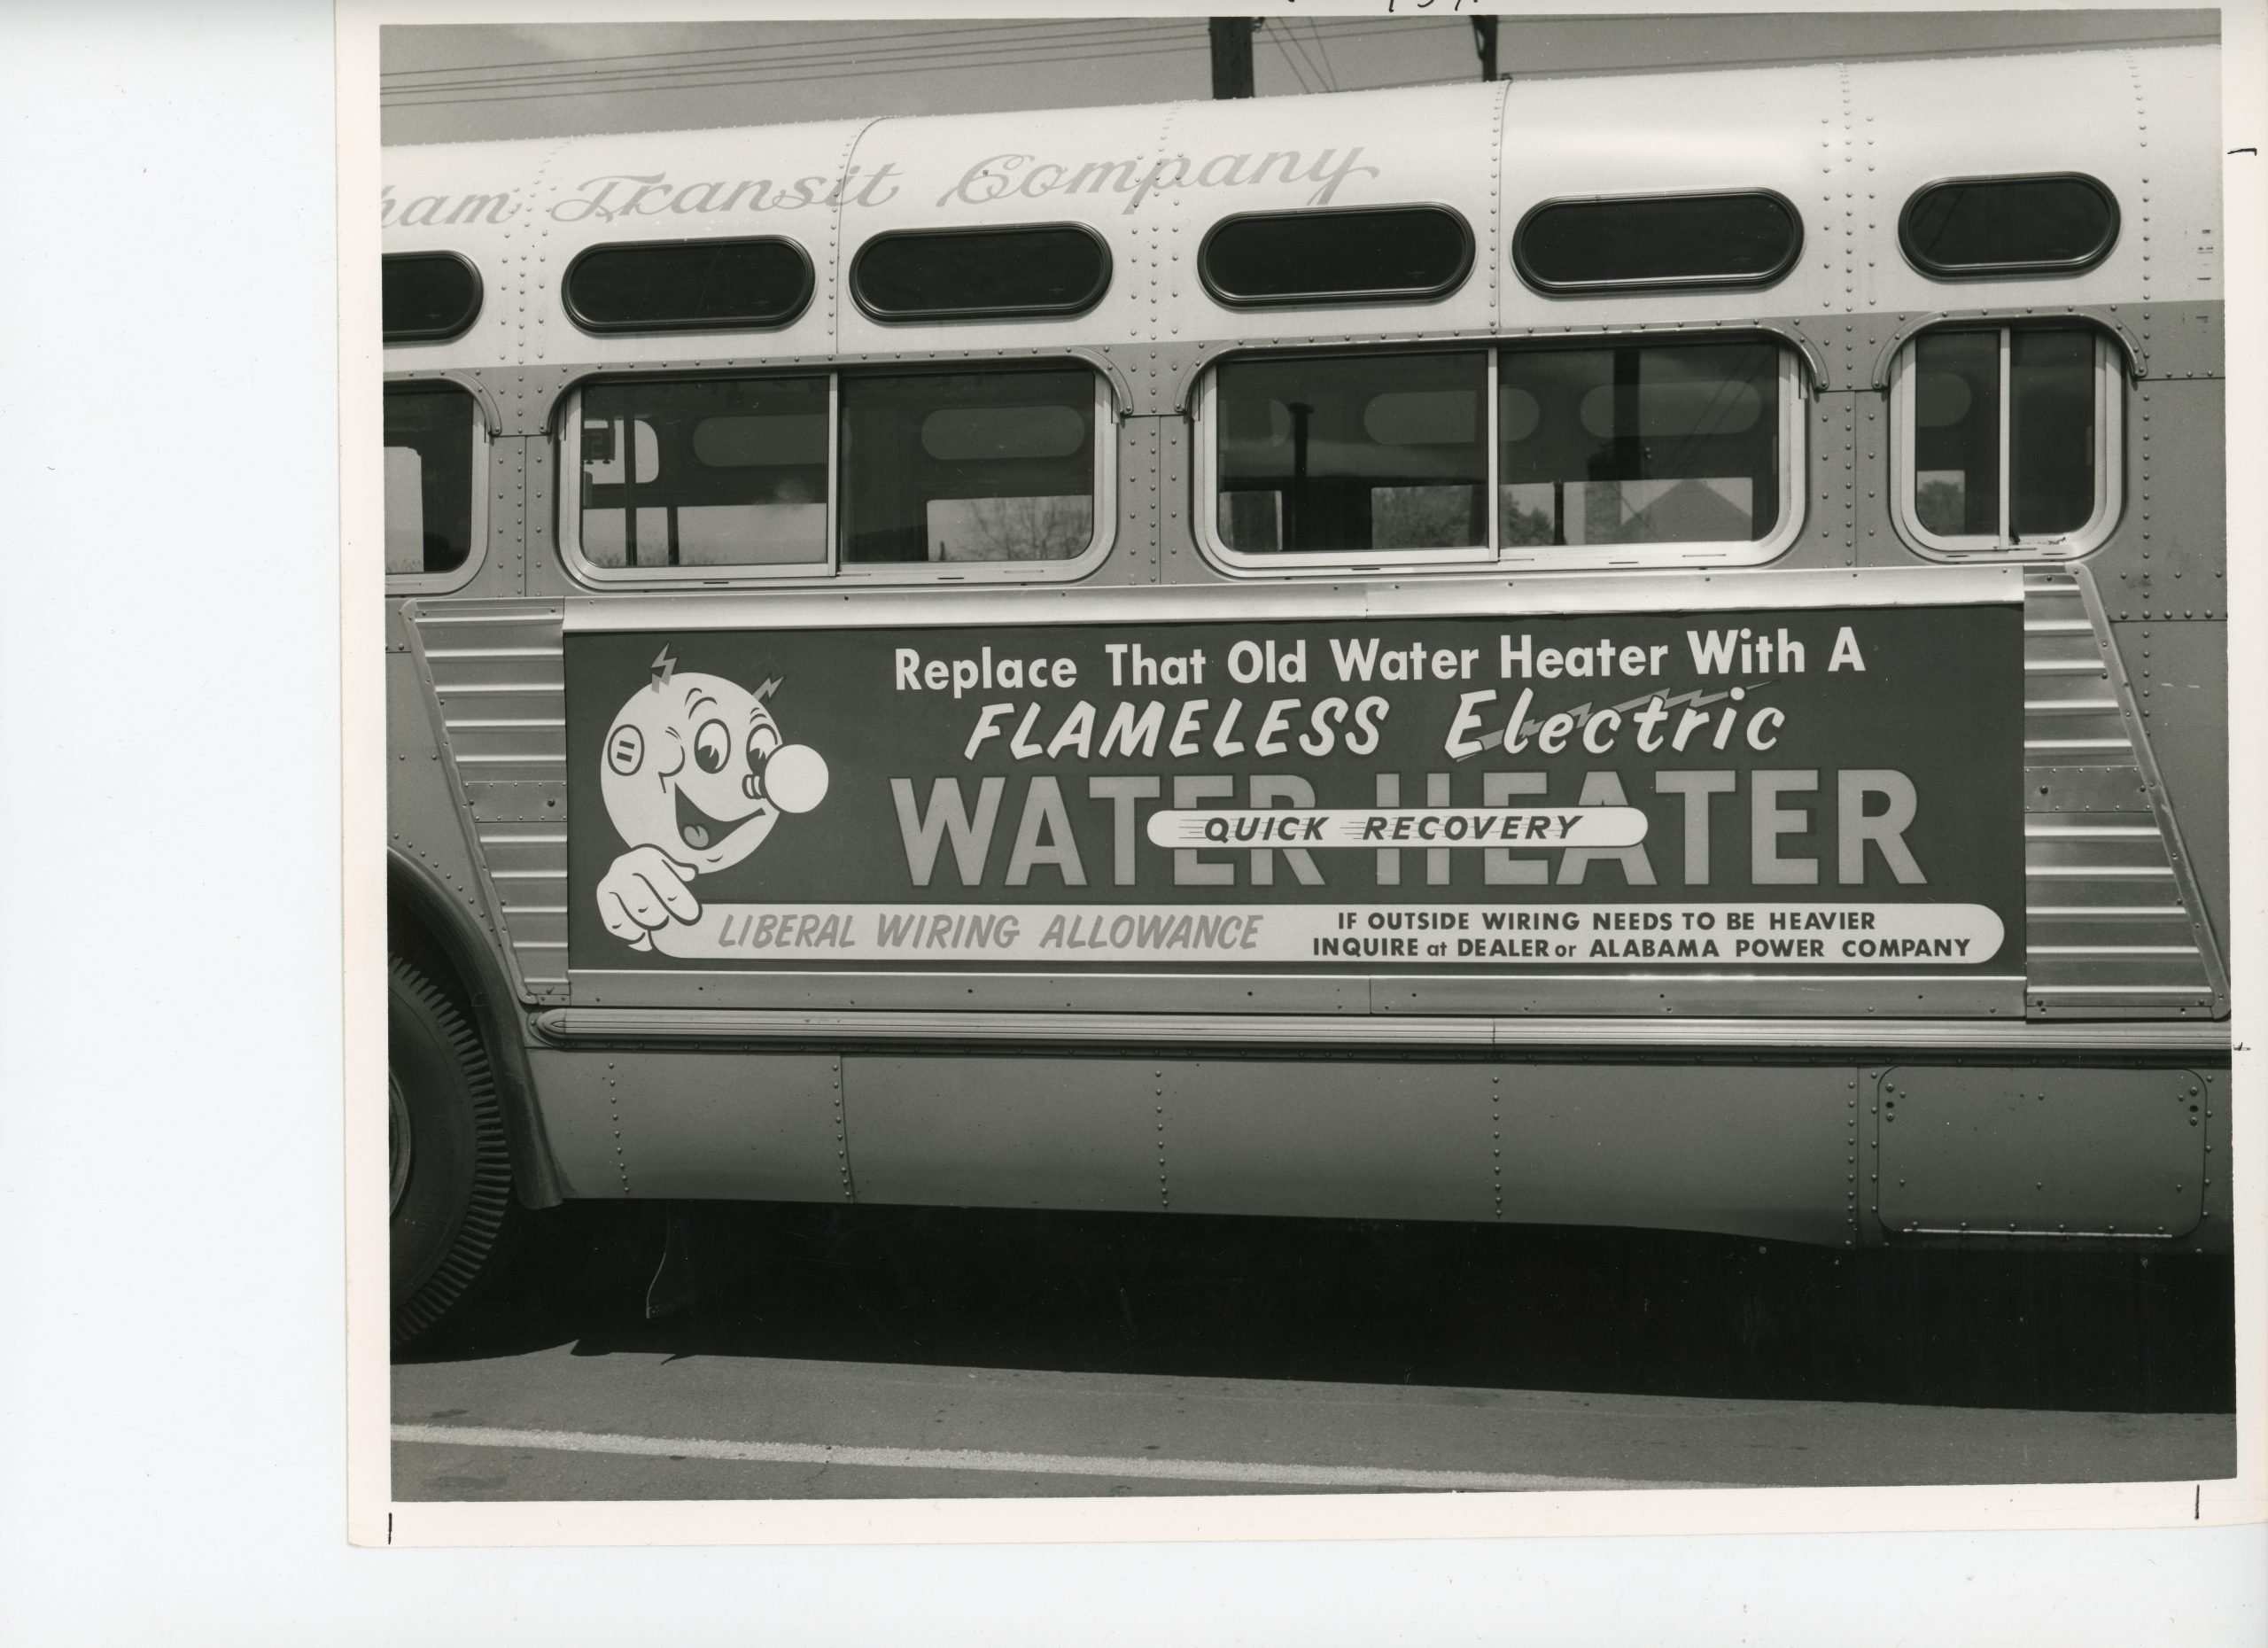 ham Transit Company
Replace That Old Water Heater With A
FLAMELESS Electric
WATER HEATER
QUICK RECOVERY
LIBERAL WIRING ALLOWANCE
IF OUTSIDE WIRING NEEDS TO BE HEAVIER
INQUIRE at DEALER or ALABAMA POWER COMPANY